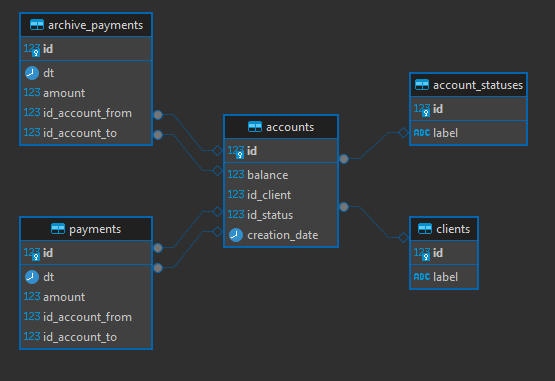 archive_payments
123 id
dt
123 amount
123 id_account_from
123 id_account_to
accounts
123 id
123 balance
123 id_client
123 id_status
creation_date
account_statuses
123 id
ABC label
payments
123 id
dt
123 amount
123 id_account_from
123 id_account_to
clients
123 id
ABC label